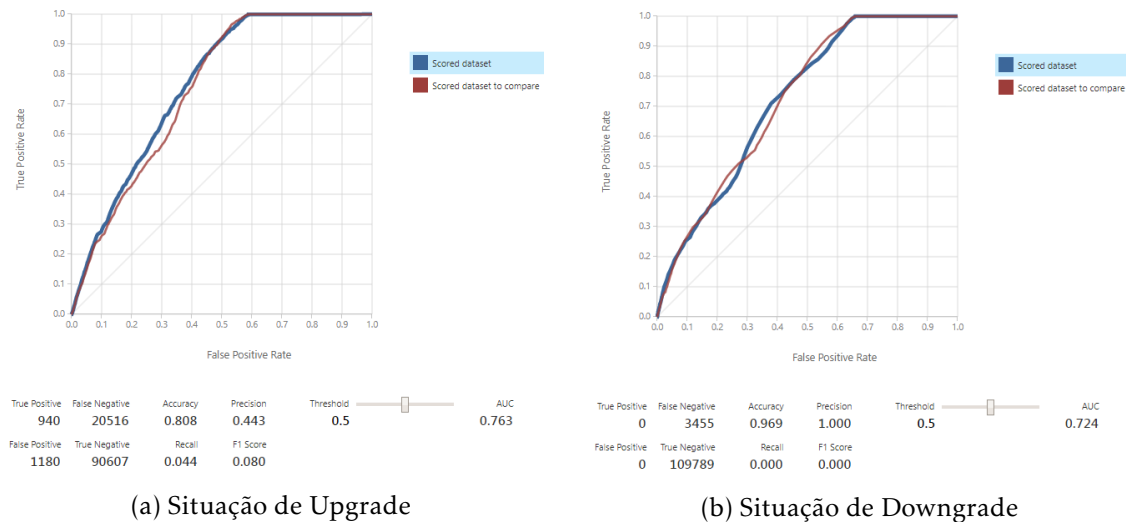 1.0
0.9
0.8
0.7
0.6
0.5
0.4
0.3
0.2
0.1
0.0
True Positive Rate
0.0 0.1 0.2 0.3 0.4 0.5 0.6 0.7 0.8 0.9 1.0
False Positive Rate
Scored dataset
Scored dataset to compare
True Positive False Negative Accuracy Precision Threshold AUC
940 20516 0.808 0.443 0.5 0.763
False Positive True Negative Recall F1 Score
1180 90607 0.044 0.080
(a) Situação de Upgrade
1.0
0.9
0.8
0.7
0.6
0.5
0.4
0.3
0.2
0.1
0.0
True Positive Rate
0.0 0.1 0.2 0.3 0.4 0.5 0.6 0.7 0.8 0.9 1.0
False Positive Rate
Scored dataset
Scored dataset to compare
True Positive False Negative Accuracy Precision Threshold AUC
0 3455 0.969 1.000 0.5 0.724
False Positive True Negative Recall F1 Score
0 109789 0.000 0.000
(b) Situação de Downgrade